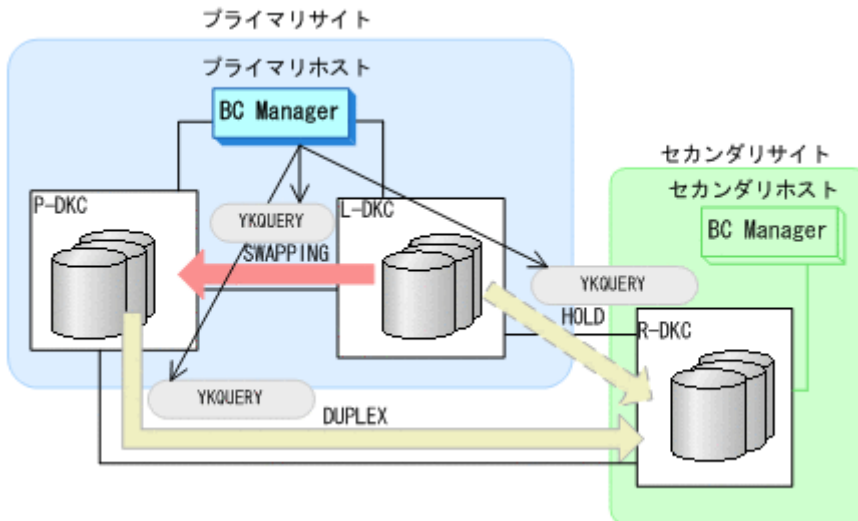 プライマリサイト
プライマリホスト
BC Manager
セカンダリサイト
セカンダリホスト
BC Manager
P-DKC
L-DKC
YKQUERY
SWAPPING
YKQUERY
HOLD
R-DKC
YKQUERY
DUPLEX